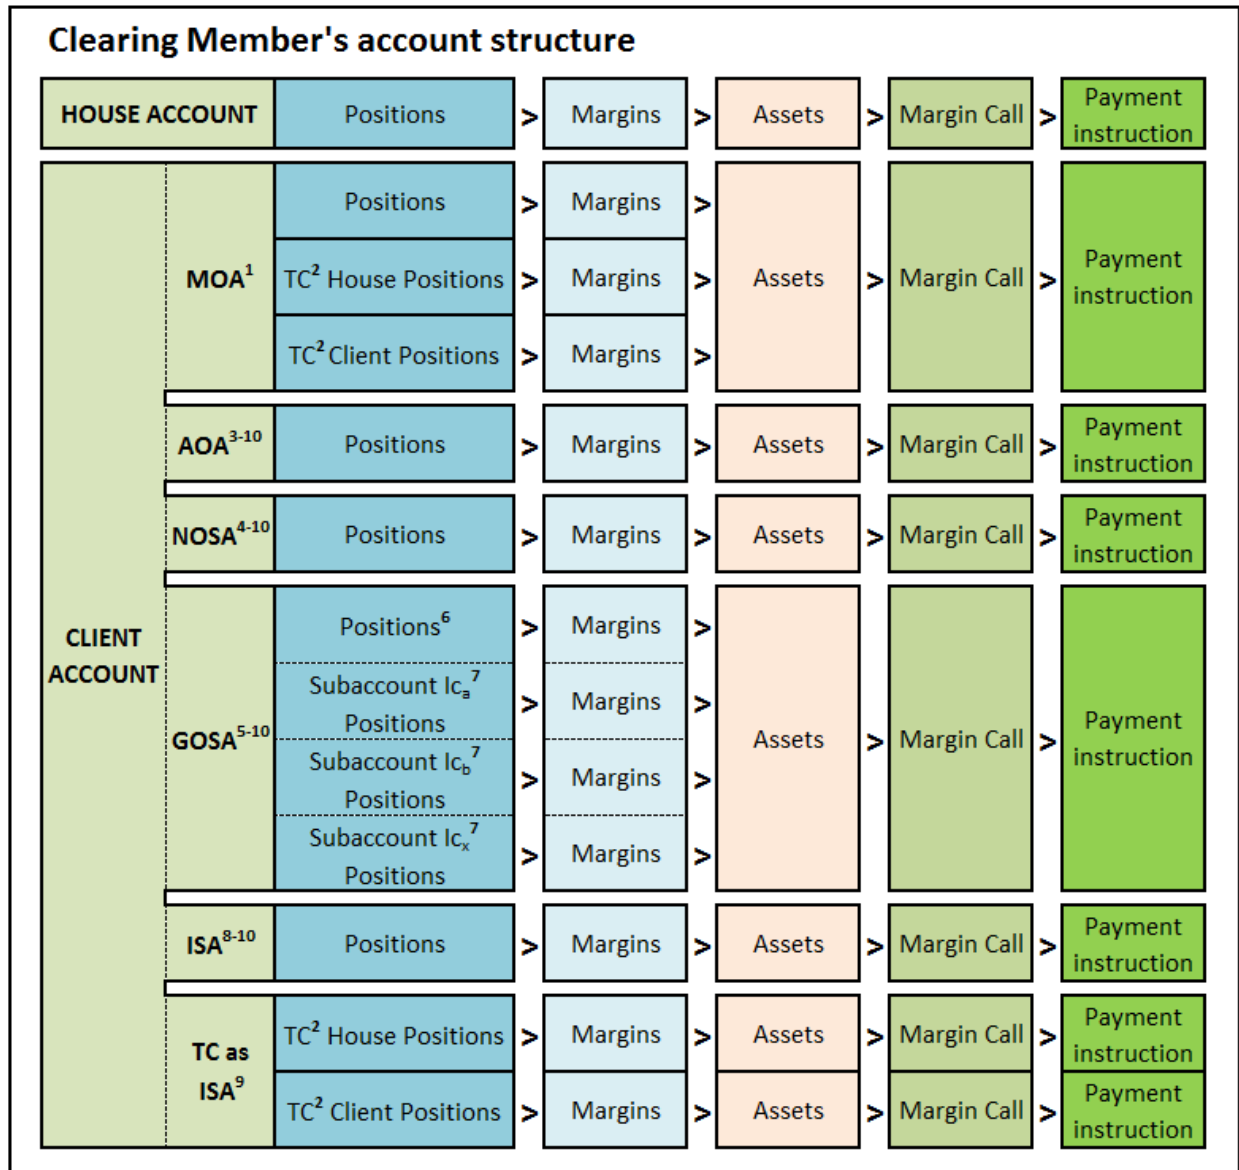 Clearing Member's account structure
HOUSE ACCOUNT Positions > Margins > Assets > Margin Call > Payment
instruction
CLIENT
ACCOUNT
MOA¹
Positions > Margins >
TC² House Positions > Margins > Assets > Margin Call > Payment
instruction
TC² Client Positions > Margins >
AOA³⁻¹⁰ Positions > Margins > Assets > Margin Call > Payment
instruction
NOSA⁴⁻¹⁰ Positions > Margins > Assets > Margin Call > Payment
instruction
GOSA⁵⁻¹⁰
Positions⁶ > Margins >
Subaccount Icₐ⁷
Positions
> Margins >
Assets > Margin Call > Payment
instruction
Subaccount Ic_b⁷
Positions
> Margins >
Subaccount Icₓ⁷
Positions
> Margins >
ISA⁸⁻¹⁰ Positions > Margins > Assets > Margin Call > Payment
instruction
TC as
ISA⁹
TC² House Positions > Margins > Assets > Margin Call > Payment
instruction
TC² Client Positions > Margins > Assets > Margin Call > Payment
instruction